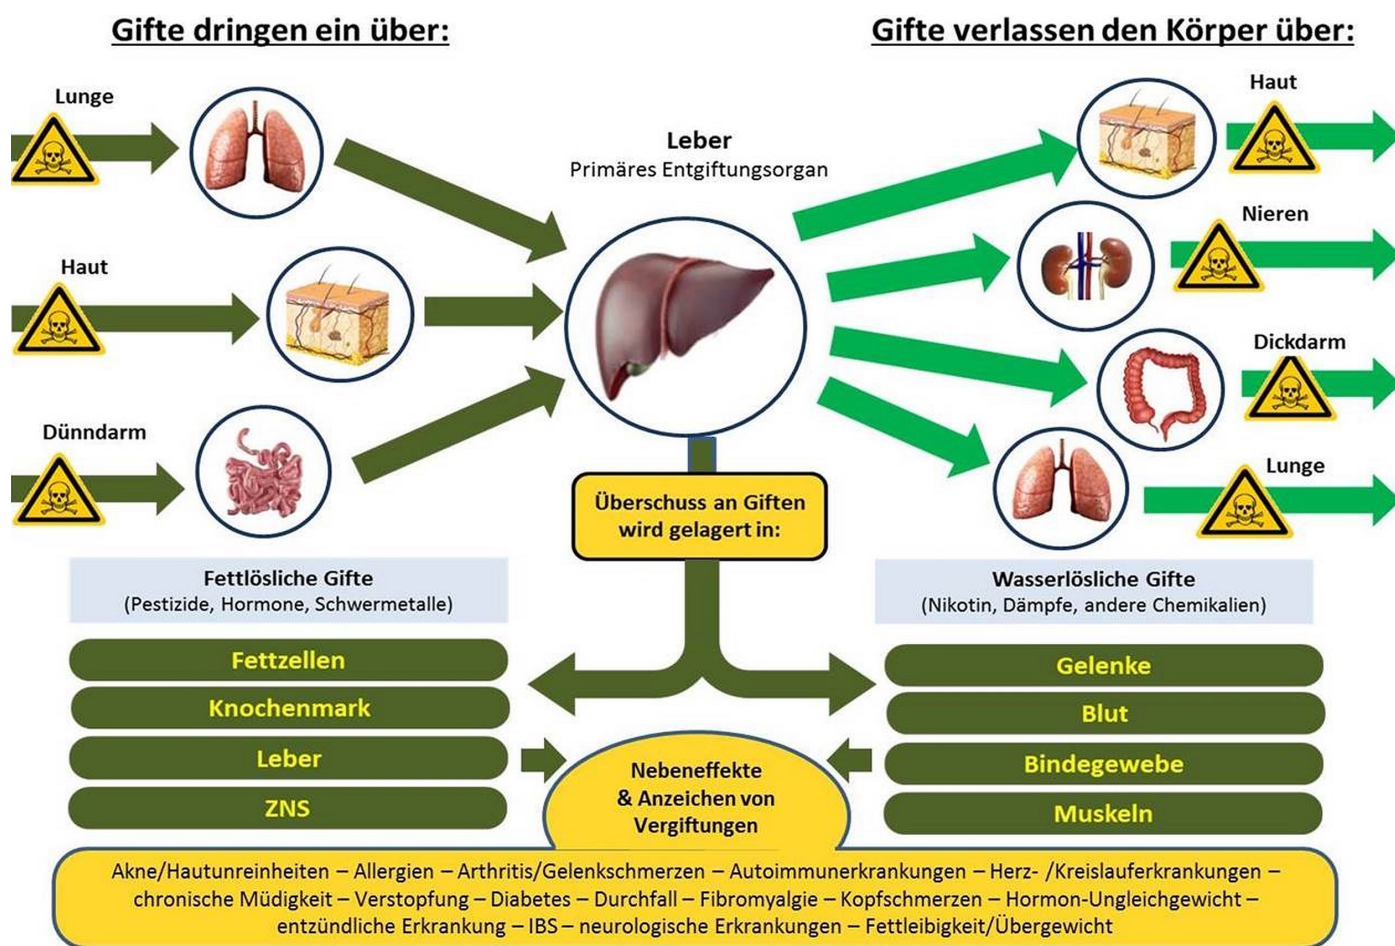 Gifte dringen ein über:
Gifte verlassen den Körper über:
Lunge
Haut
Dünndarm
Leber
Primäres Entgiftungsorgan
Haut
Nieren
Dickdarm
Lunge
Überschuss an Giften
wird gelagert in:
Fettlösliche Gifte
(Pestizide, Hormone, Schwermetalle)
Fettzellen
Knochenmark
Leber
ZNS
Wasserlösliche Gifte
(Nikotin, Dämpfe, andere Chemikalien)
Gelenke
Blut
Bindegewebe
Muskeln
Nebeneffekte
& Anzeichen von
Vergiftungen
Akne/Hautunreinheiten – Allergien – Arthritis/Gelenkschmerzen – Autoimmunerkrankungen – Herz- /Kreislauferkrankungen –
chronische Müdigkeit – Verstopfung – Diabetes – Durchfall – Fibromyalgie – Kopfschmerzen – Hormon-Ungleichgewicht –
entzündliche Erkrankung – IBS – neurologische Erkrankungen – Fettleibigkeit/Übergewicht